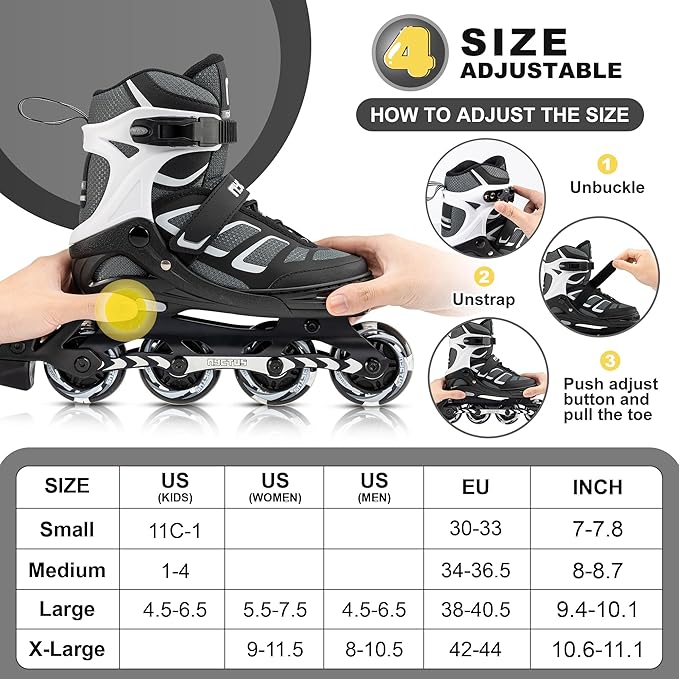 4 SIZE
ADJUSTABLE
HOW TO ADJUST THE SIZE
1
Unbuckle
2
Unstrap
3
Push adjust
button and
pull the toe
NYCTUS
SIZE US (KIDS) US (WOMEN) US (MEN) EU INCH
Small 11C-1 30-33 7-7.8
Medium 1-4 34-36.5 8-8.7
Large 4.5-6.5 5.5-7.5 4.5-6.5 38-40.5 9.4-10.1
X-Large 9-11.5 8-10.5 42-44 10.6-11.1